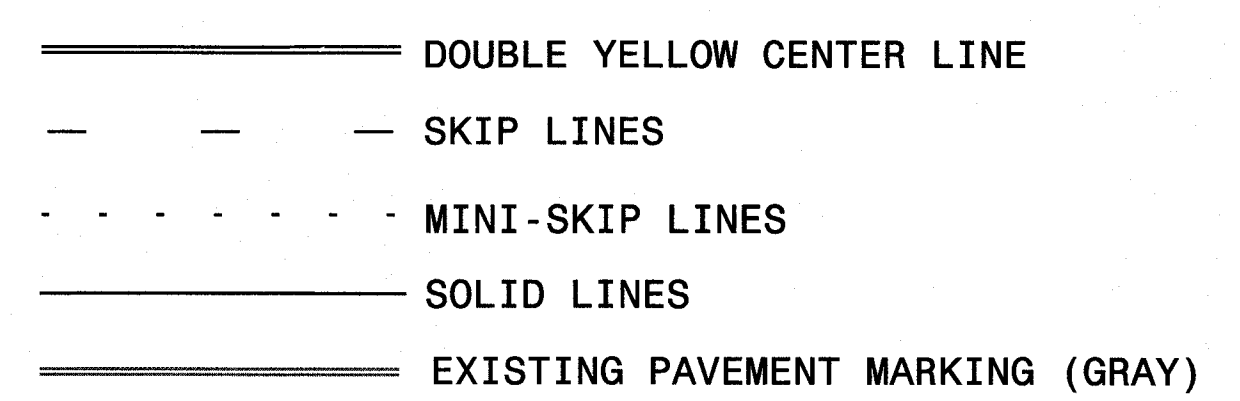 DOUBLE YELLOW CENTER LINE
SKIP LINES
MINI-SKIP LINES
SOLID LINES
EXISTING PAVEMENT MARKING (GRAY)